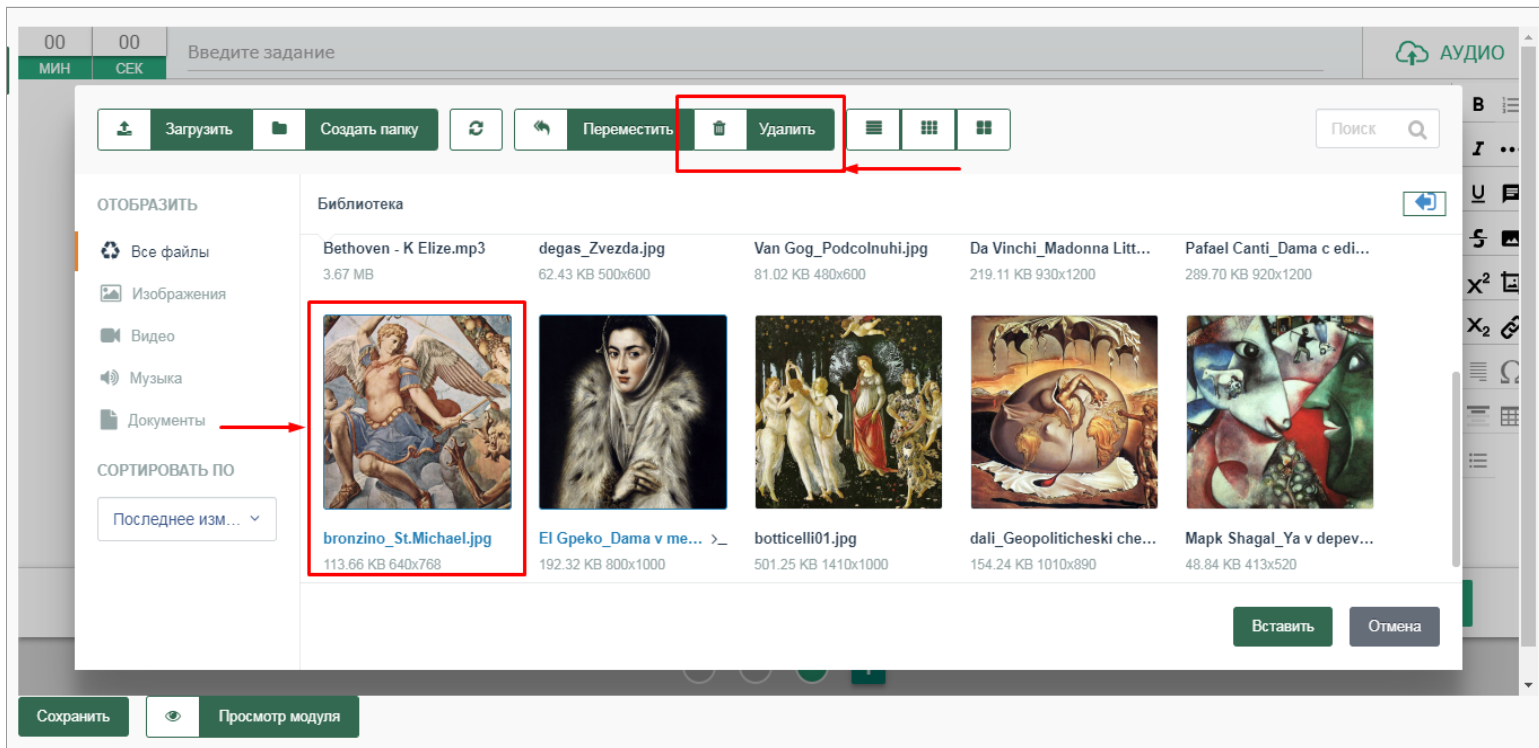 00 00 Введите задание АУДИО
МИН СЕК
Загрузить Создать папку Переместить Удалить Поиск
ОТОБРАЗИТЬ
Все файлы
Изображения
Видео
Музыка
Документы
СОРТИРОВАТЬ ПО
Последнее изм...
Библиотека
Bethoven - K Elize.mp3 degas_Zvezda.jpg Van Gog_Podcolnuhi.jpg Da Vinchi_Madonna Litt... Pafael Canti_Dama c edi...
3.67 MB 62.43 KB 500x600 81.02 KB 480x600 219.11 KB 930x1200 289.70 KB 920x1200
bronzino_St.Michael.jpg El Gpeko_Dama v me... >_ botticelli01.jpg dali_Geopoliticheski che... Mapk Shagal_Ya v depev...
113.66 KB 640x768 192.32 KB 800x1000 501.25 KB 1410x1000 154.24 KB 1010x890 48.84 KB 413x520
Вставить Отмена
B
I
U
S
X²
X₂
Ω
Сохранить Просмотр модуля